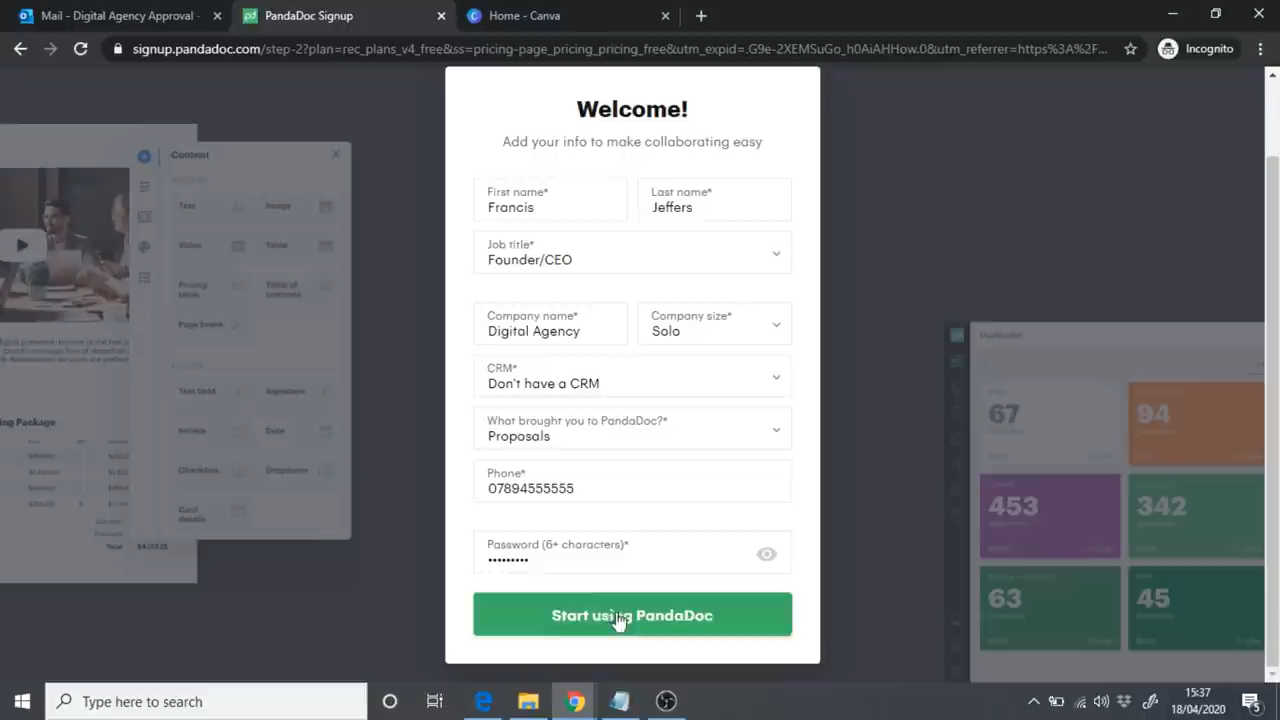 Mail - Digital Agency Approval -
PandaDoc Signup
Home - Canva
signup.pandadoc.com/step-2?plan=rec_plans_v4_free&ss=pricing-page_pricing_pricing_free&utm_expid=.G9e-2XEMSuGo_h0AiAHHow.0&utm_referrer=https%3A%2F...
Incognito
Welcome!
Add your info to make collaborating easy
First name*
Francis
Last name*
Jeffers
Job title*
Founder/CEO
Company name*
Digital Agency
Company size*
Solo
CRM*
Don't have a CRM
What brought you to PandaDoc?*
Proposals
Phone*
07894555555
Password (6+ characters)*
•••••••••
Start using PandaDoc
Content
Text
Image
Video
Table
Pricing table
Table of contents
Page break
Text field
Signature
Initials
Date
Checkbox
Dropdown
Card details
ing Package
Total
Dashboard
67
94
453
342
63
45
Type here to search
15:37
18/04/2020
5